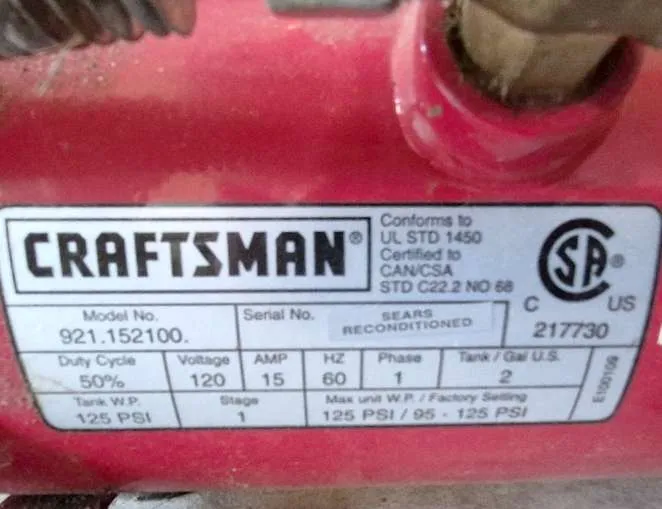 CRAFTSMAN®
Conforms to
UL STD 1450
Certified to
CAN/CSA
STD C22.2 NO 68
CSA®
C US
217730
Model No.
921.152100.
Serial No.
SEARS
RECONDITIONED
Duty Cycle Voltage AMP HZ Phase Tank / Gal U.S.
50% 120 15 60 1 2
Tank W.P. Stage Max unit W.P. / Factory Setting
125 PSI 1 125 PSI / 95 - 125 PSI
E100109